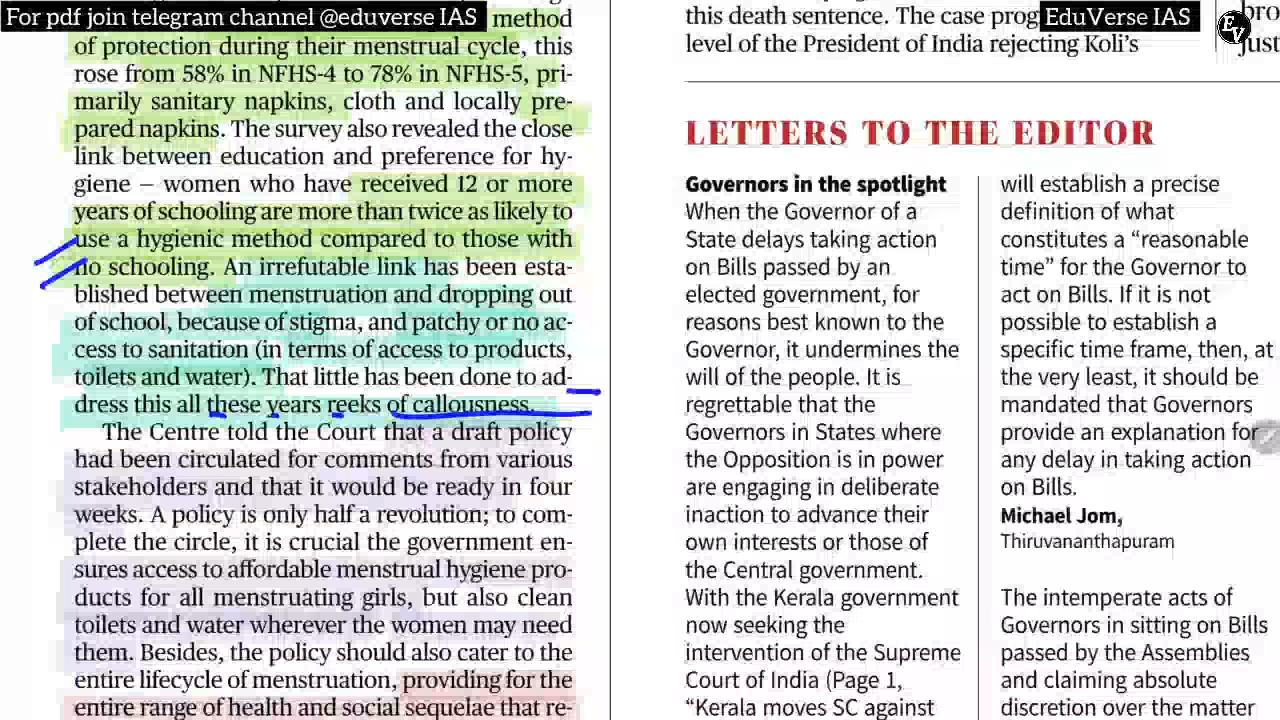 For pdf join telegram channel @eduverse IAS
method
of protection during their menstrual cycle, this
rose from 58% in NFHS-4 to 78% in NFHS-5, pri-
marily sanitary napkins, cloth and locally pre-
pared napkins. The survey also revealed the close
link between education and preference for hy-
giene – women who have received 12 or more
years of schooling are more than twice as likely to
use a hygienic method compared to those with
no schooling. An irrefutable link has been esta-
blished between menstruation and dropping out
of school, because of stigma, and patchy or no ac-
cess to sanitation (in terms of access to products,
toilets and water). That little has been done to ad-
dress this all these years reeks of callousness.
The Centre told the Court that a draft policy
had been circulated for comments from various
stakeholders and that it would be ready in four
weeks. A policy is only half a revolution; to com-
plete the circle, it is crucial the government en-
sures access to affordable menstrual hygiene pro-
ducts for all menstruating girls, but also clean
toilets and water wherever the women may need
them. Besides, the policy should also cater to the
entire lifecycle of menstruation, providing for the
entire range of health and social sequelae that re-
this death sentence. The case
level of the President of India rejecting Koli's
EduVerse IAS
EV
LETTERS TO THE EDITOR
Governors in the spotlight
When the Governor of a
State delays taking action
on Bills passed by an
elected government, for
reasons best known to the
Governor, it undermines the
will of the people. It is
regrettable that the
Governors in States where
the Opposition is in power
are engaging in deliberate
inaction to advance their
own interests or those of
the Central government.
With the Kerala government
now seeking the
intervention of the Supreme
Court of India (Page 1,
“Kerala moves SC against
will establish a precise
definition of what
constitutes a “reasonable
time” for the Governor to
act on Bills. If it is not
possible to establish a
specific time frame, then, at
the very least, it should be
mandated that Governors
provide an explanation for
any delay in taking action
on Bills.
Michael Jom,
Thiruvananthapuram
The intemperate acts of
Governors in sitting on Bills
passed by the Assemblies
and claiming absolute
discretion over the matter